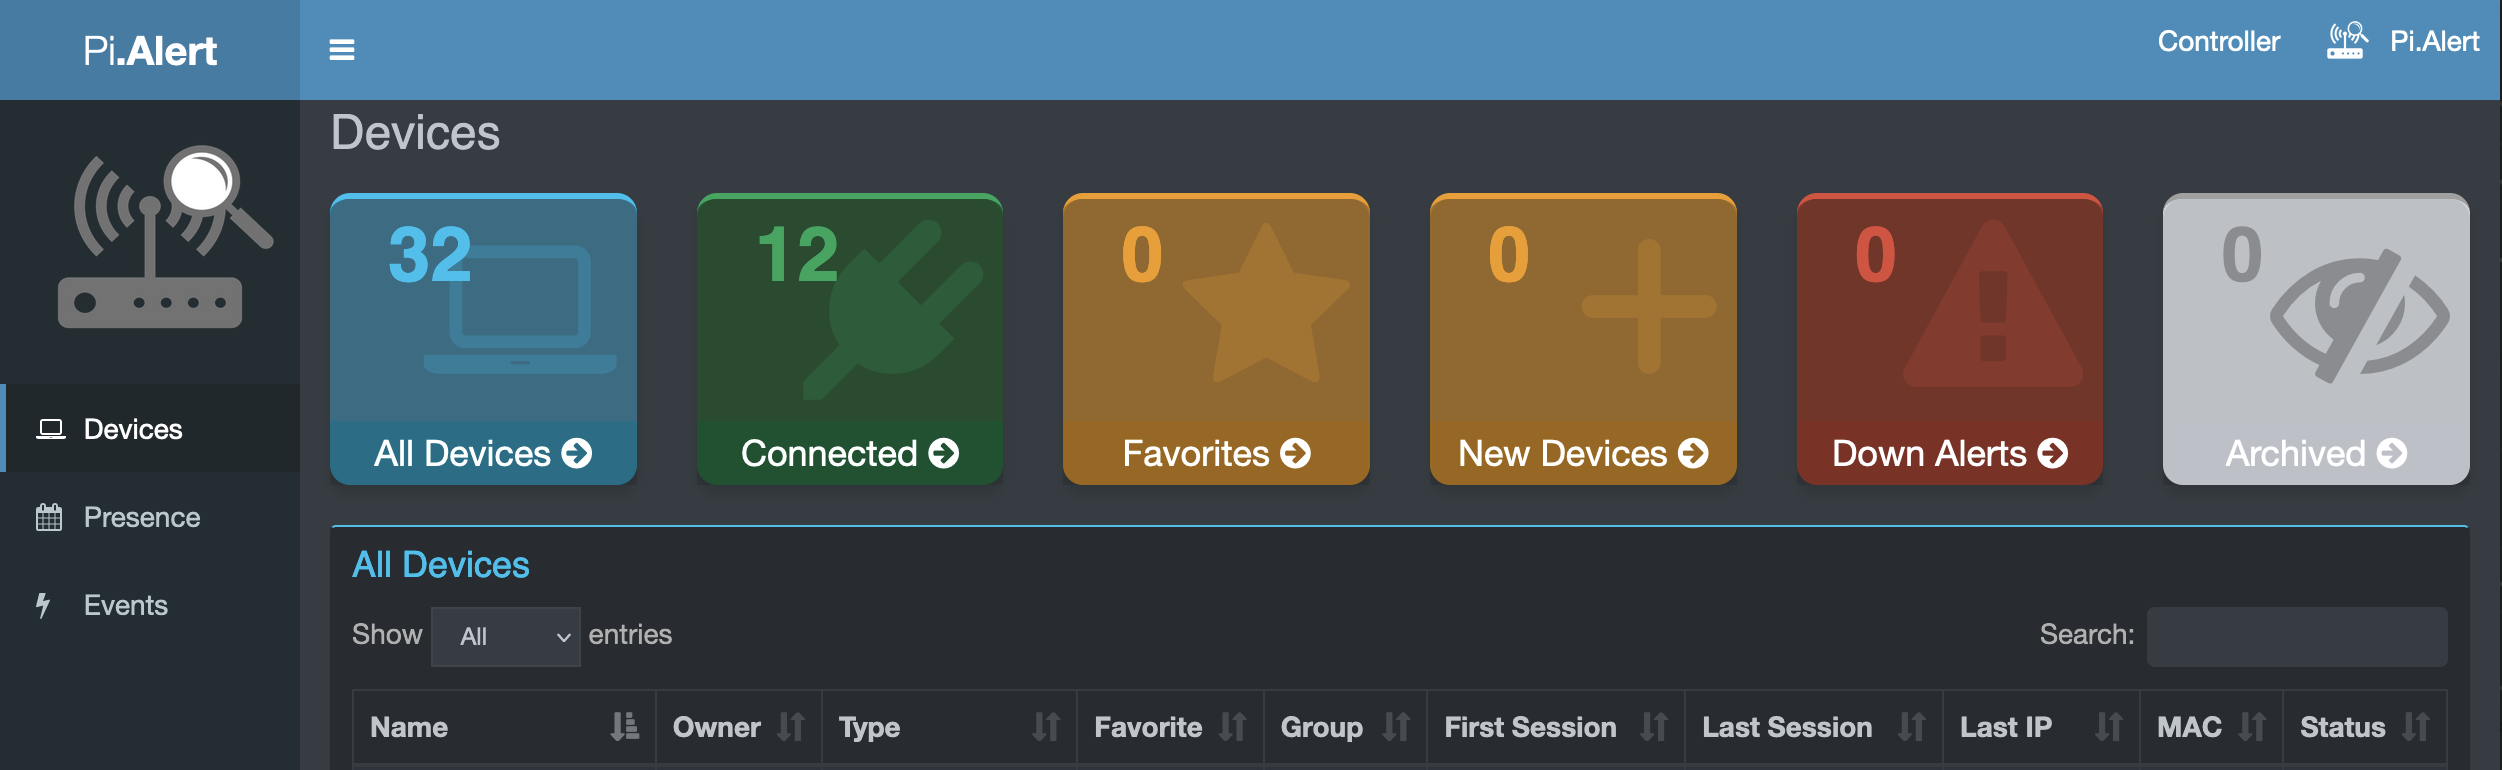 Pi.Alert
Controller
Pi.Alert
Devices
Presence
Events
Devices
32
All Devices
12
Connected
0
Favorites
0
New Devices
0
Down Alerts
0
Archived
All Devices
Show All entries
Search:
Name Owner Type Favorite Group First Session Last Session Last IP MAC Status